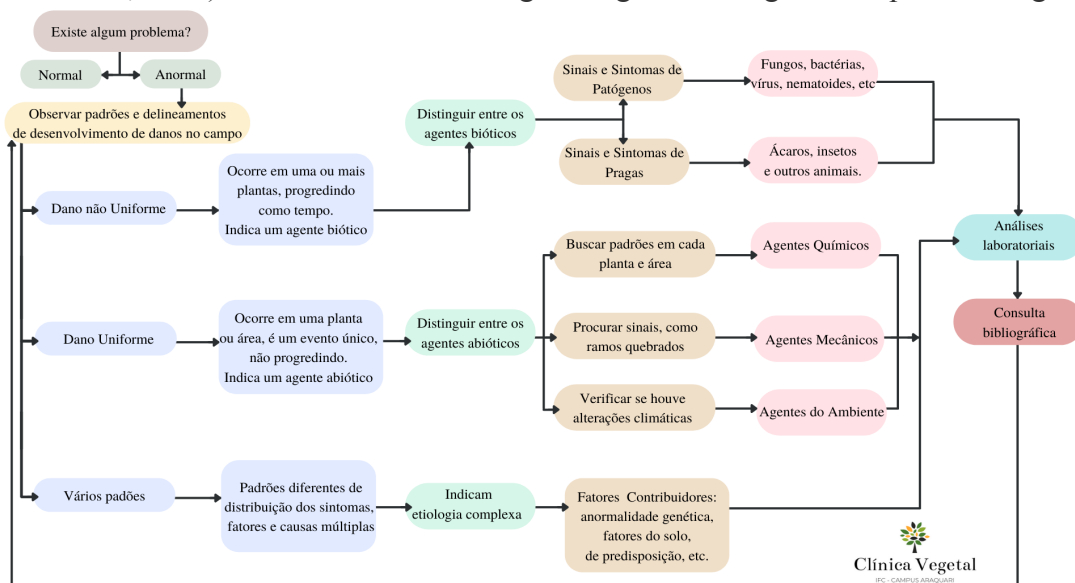 Existe algum problema?
Normal
Anormal
Observar padrões e delineamentos
de desenvolvimento de danos no campo
Dano não Uniforme
Ocorre em uma ou mais
plantas, progredindo
como tempo.
Indica um agente biótico
Distinguir entre os
agentes bióticos
Sinais e Sintomas de
Patógenos
Fungos, bactérias,
vírus, nematoides, etc
Sinais e Sintomas de
Pragas
Ácaros, insetos
e outros animais.
Dano Uniforme
Ocorre em uma planta
ou área, é um evento único,
não progredindo.
Indica um agente abiótico
Distinguir entre os
agentes abióticos
Buscar padrões em cada
planta e área
Agentes Químicos
Procurar sinais, como
ramos quebrados
Agentes Mecânicos
Verificar se houve
alterações climáticas
Agentes do Ambiente
Análises
laboratoriais
Consulta
bibliográfica
Vários padões
Padrões diferentes de
distribuição dos sintomas,
fatores e causas múltiplas
Indicam
etiologia complexa
Fatores Contribuidores:
anormalidade genética,
fatores do solo,
de predisposição, etc.
Clínica Vegetal
IFC - CAMPUS ARAQUARI